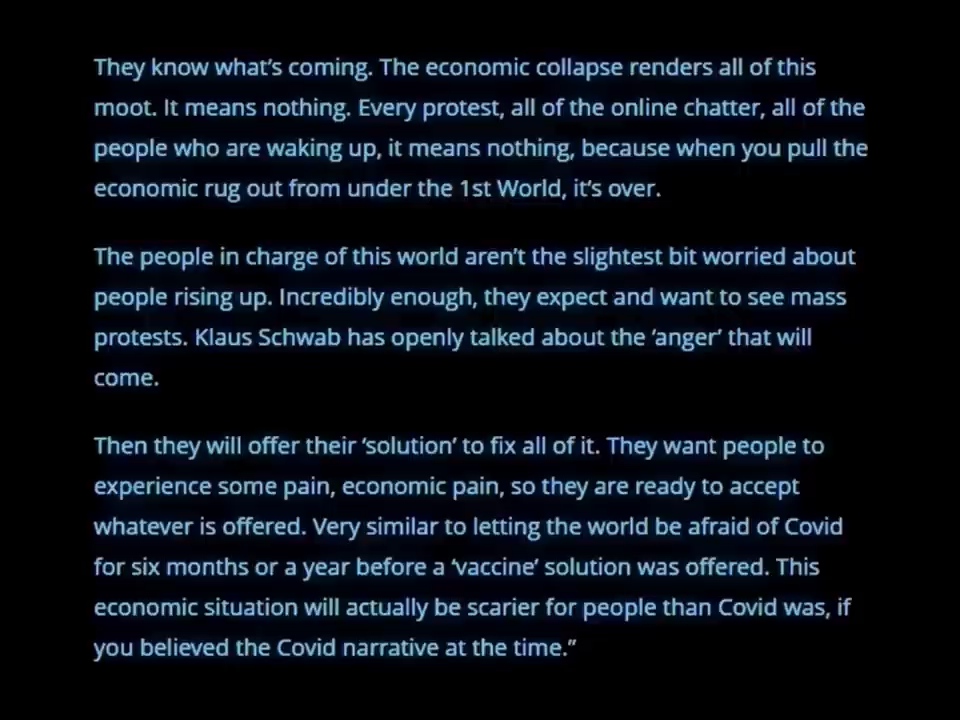 They know what’s coming. The economic collapse renders all of this
moot. It means nothing. Every protest, all of the online chatter, all of the
people who are waking up, it means nothing, because when you pull the
economic rug out from under the 1st World, it’s over.
The people in charge of this world aren’t the slightest bit worried about
people rising up. Incredibly enough, they expect and want to see mass
protests. Klaus Schwab has openly talked about the ‘anger’ that will
come.
Then they will offer their ‘solution’ to fix all of it. They want people to
experience some pain, economic pain, so they are ready to accept
whatever is offered. Very similar to letting the world be afraid of Covid
for six months or a year before a ‘vaccine’ solution was offered. This
economic situation will actually be scarier for people than Covid was, if
you believed the Covid narrative at the time.”